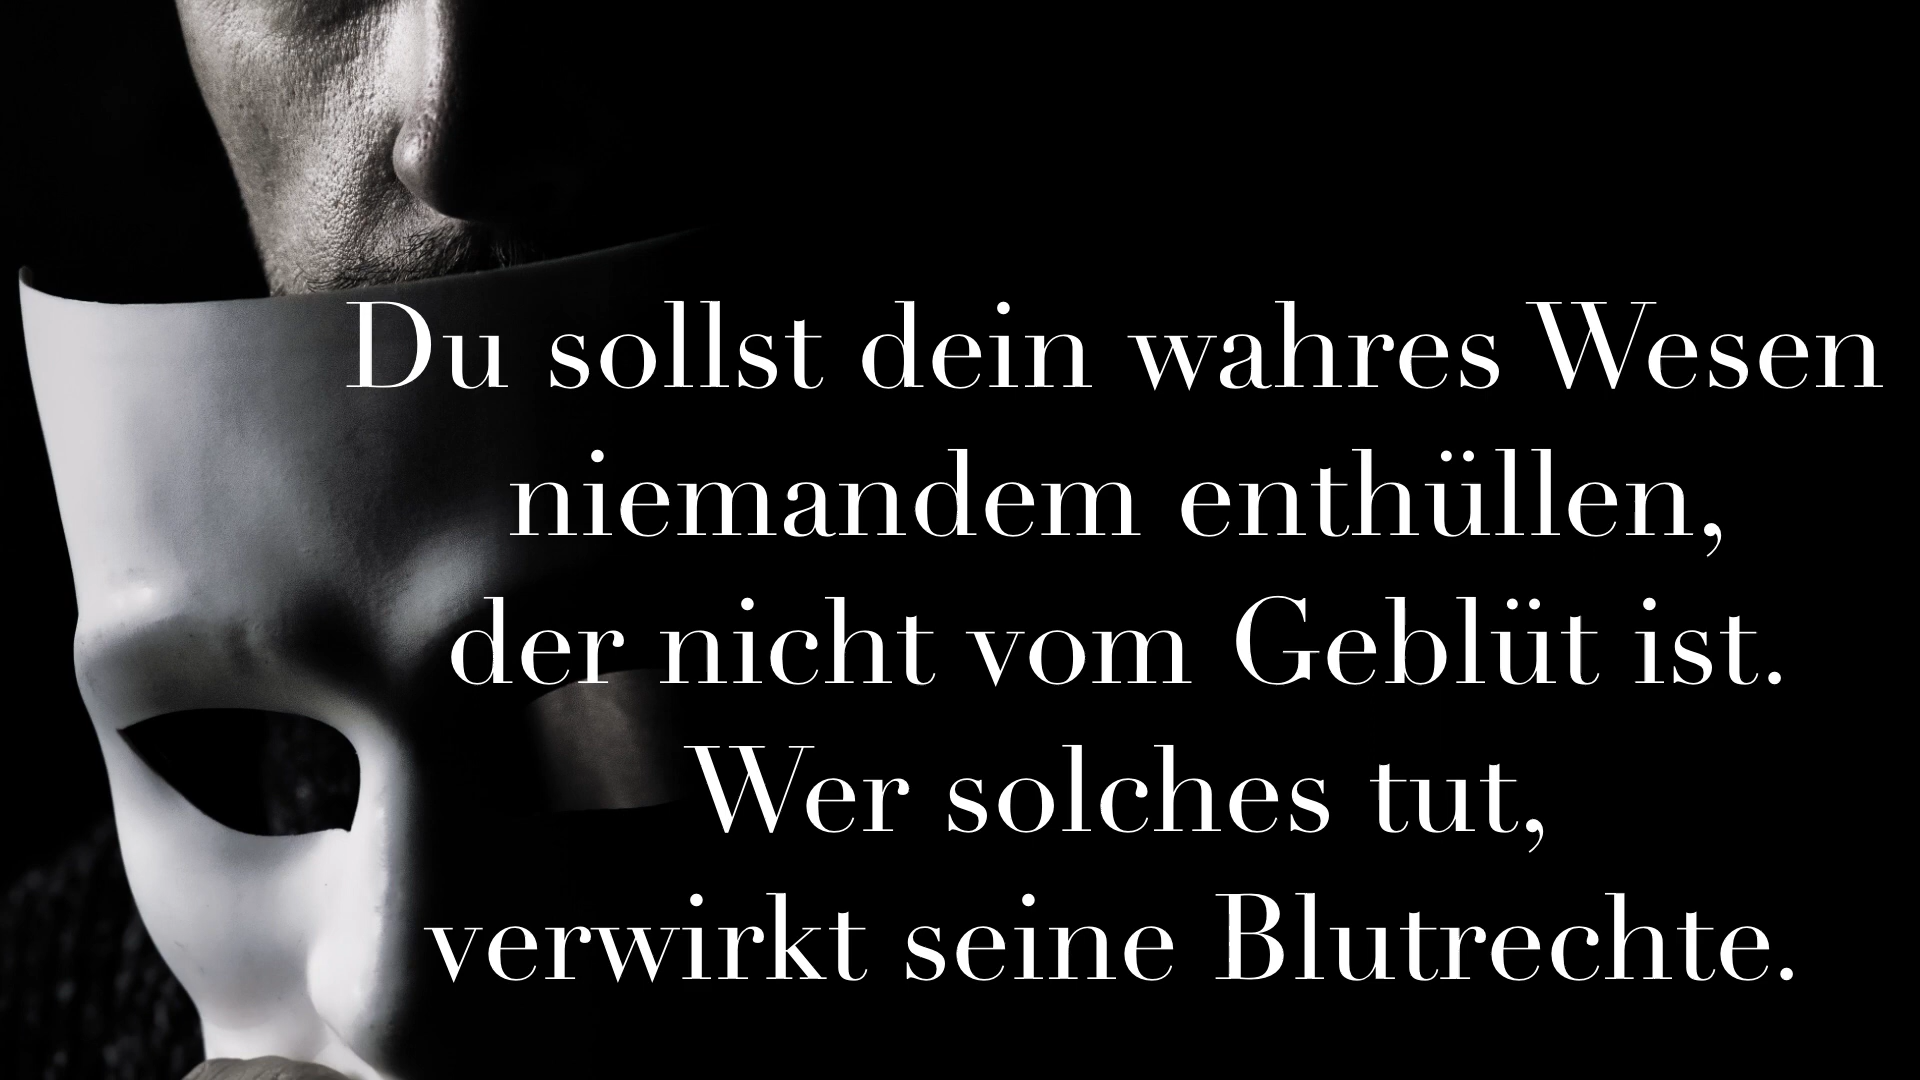 Du sollst dein wahres Wesen
niemandem enthüllen,
der nicht vom Geblüt ist.
Wer solches tut,
verwirkt seine Blutrechte.